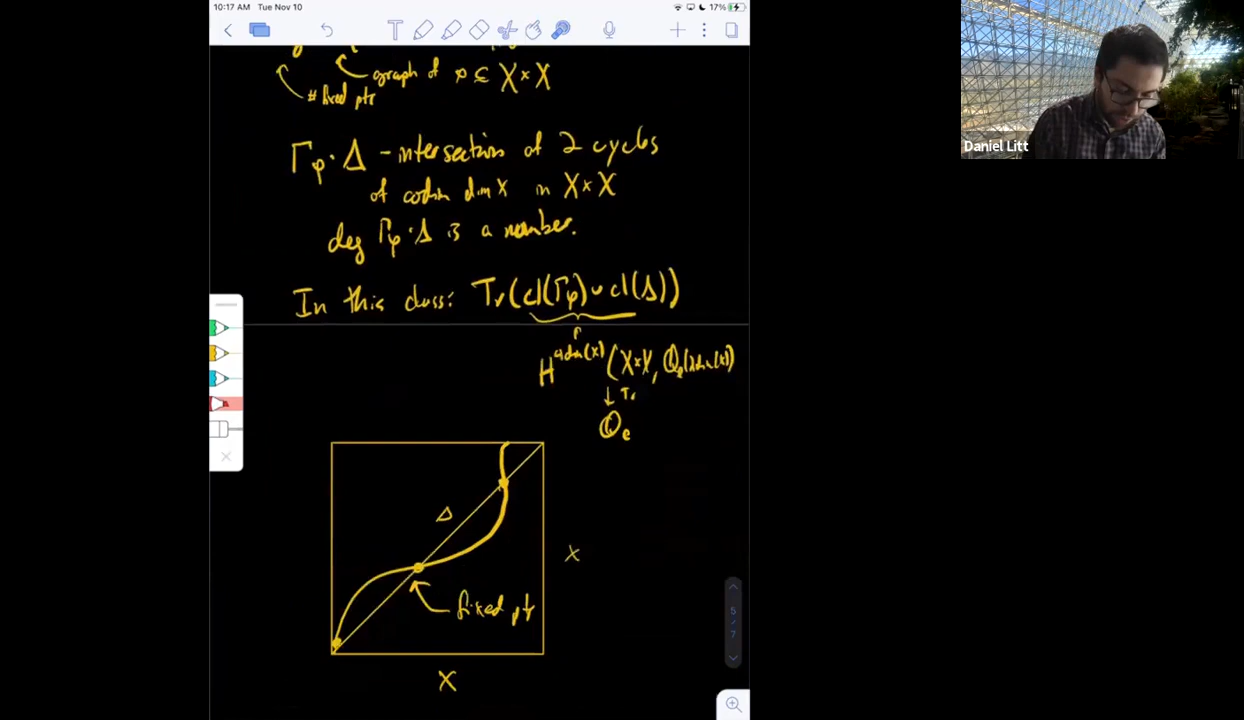 10:17 AM Tue Nov 10
17%
graph of φ ⊆ X×X
# fixed pts
Γφ · Δ - intersection of 2 cycles
of codim dim X in X×X
deg Γφ · Δ is a number.
In this class: Tr(cl(Γφ) ∪ cl(Δ))
(X×X, Qℓ(2dim(X))
↓ Tr
Qℓ
Δ
X
fixed pt
X
5
/
7
Daniel Litt